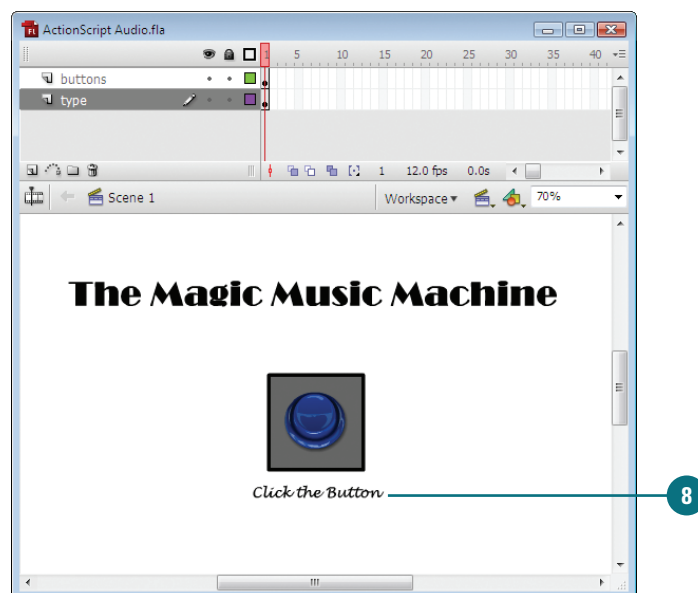 ActionScript Audio.fla
1 5 10 15 20 25 30 35 40
buttons
type
1 12.0 fps 0.0s
Scene 1 Workspace 70%
The Magic Music Machine
Click the Button
8